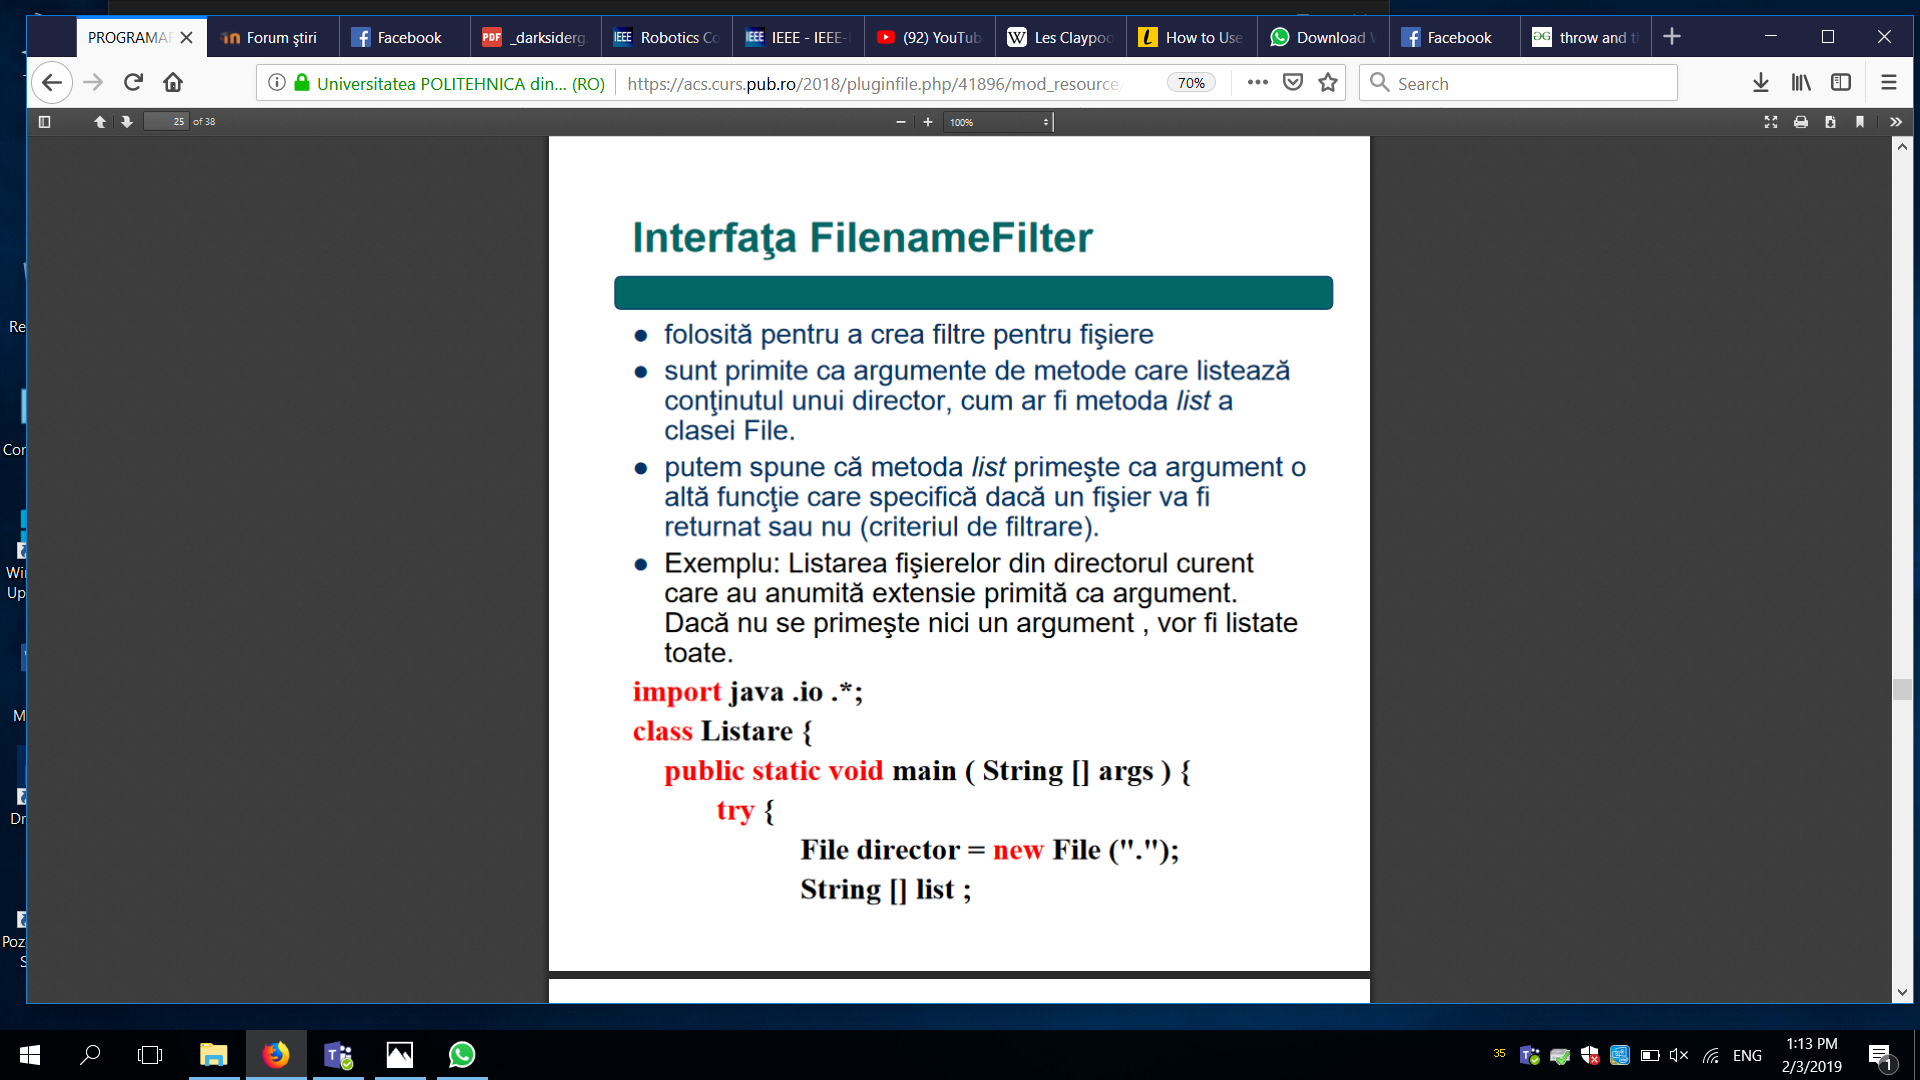 PROGRAMAR
Forum ştiri
Facebook
_darksiderg
Robotics Co
IEEE - IEEE-
(92) YouTub
Les Claypoo
How to Use
Download W
Facebook
throw and t
Universitatea POLITEHNICA din... (RO)
https://acs.curs.pub.ro/2018/pluginfile.php/41896/mod_resource/
70%
Search
25 of 38
100%
Interfaţa FilenameFilter
● folosită pentru a crea filtre pentru fişiere
● sunt primite ca argumente de metode care listează
conţinutul unui director, cum ar fi metoda list a
clasei File.
● putem spune că metoda list primeşte ca argument o
altă funcţie care specifică dacă un fişier va fi
returnat sau nu (criteriul de filtrare).
● Exemplu: Listarea fişierelor din directorul curent
care au anumită extensie primită ca argument.
Dacă nu se primeşte nici un argument , vor fi listate
toate.
import java .io .*;
class Listare {
public static void main ( String [] args ) {
try {
File director = new File (".");
String [] list ;
Re
Cor
Wi
Up
M
Dr
Poz
S
35
ENG
1:13 PM
2/3/2019
1